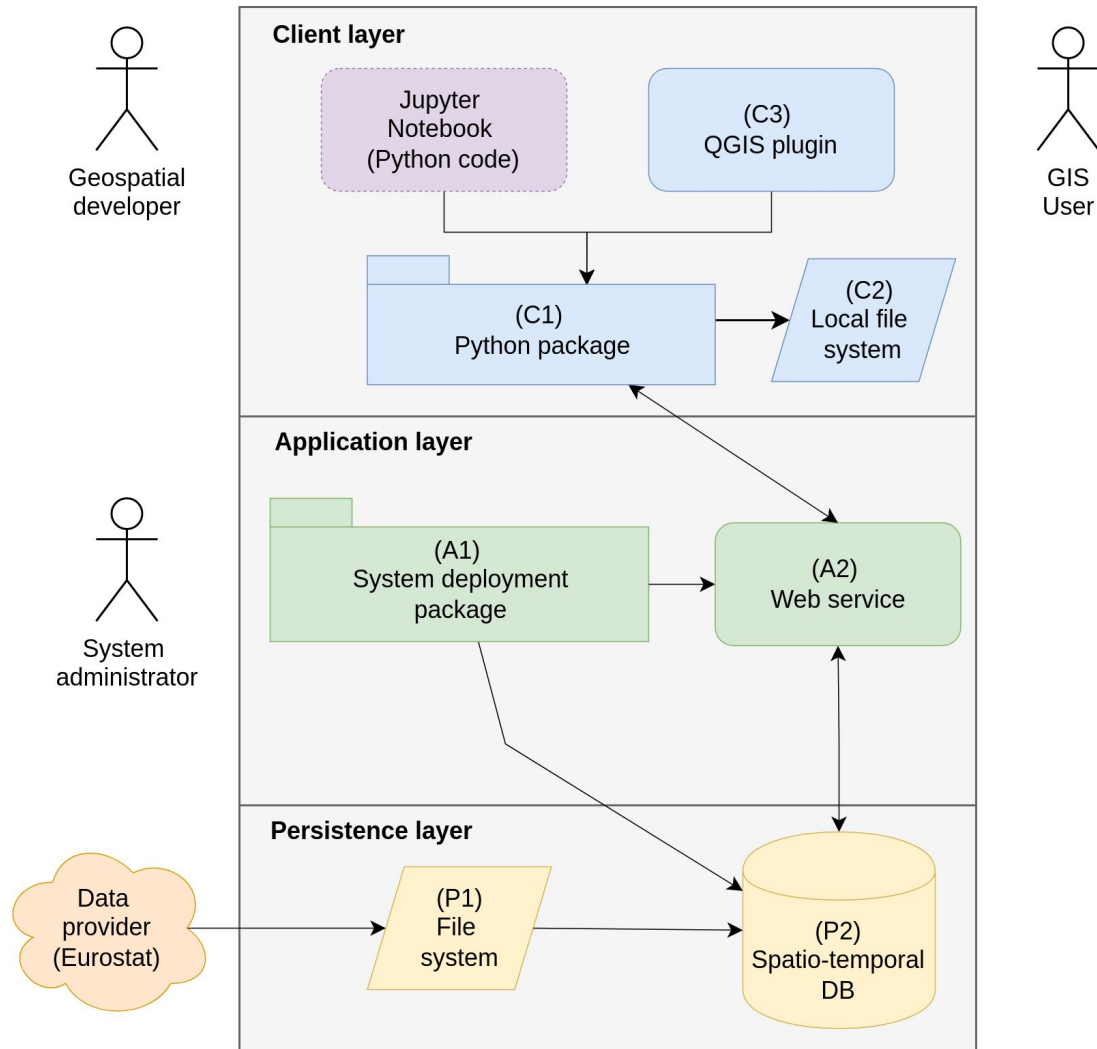 Client layer
Jupyter
Notebook
(Python code)
(C3)
QGIS plugin
Geospatial
developer
GIS
User
(C1)
Python package
(C2)
Local file
system
Application layer
(A1)
System deployment
package
(A2)
Web service
System
administrator
Persistence layer
Data
provider
(Eurostat)
(P1)
File
system
(P2)
Spatio-temporal
DB